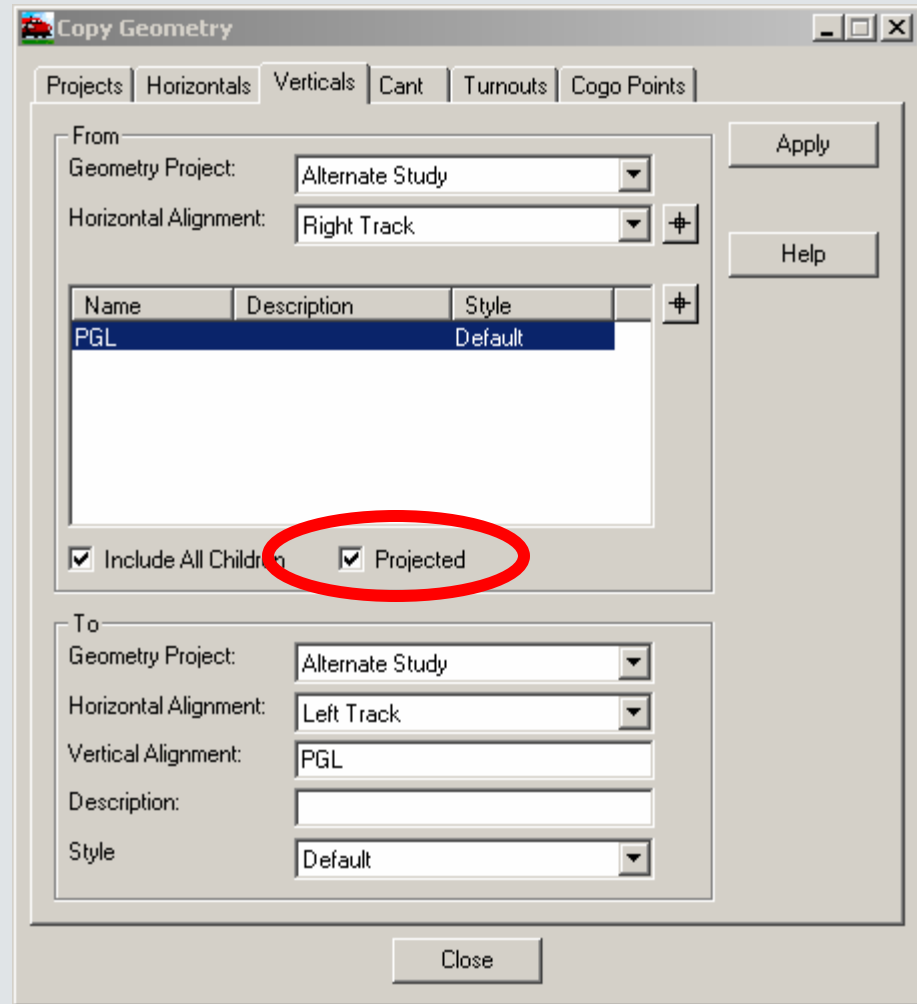 Copy Geometry
Projects Horizontals Verticals Cant Turnouts Cogo Points
From
Geometry Project: Alternate Study
Horizontal Alignment: Right Track
Apply
Help
Name Description Style
PGL Default
Include All Children Projected
To
Geometry Project: Alternate Study
Horizontal Alignment: Left Track
Vertical Alignment: PGL
Description:
Style Default
Close